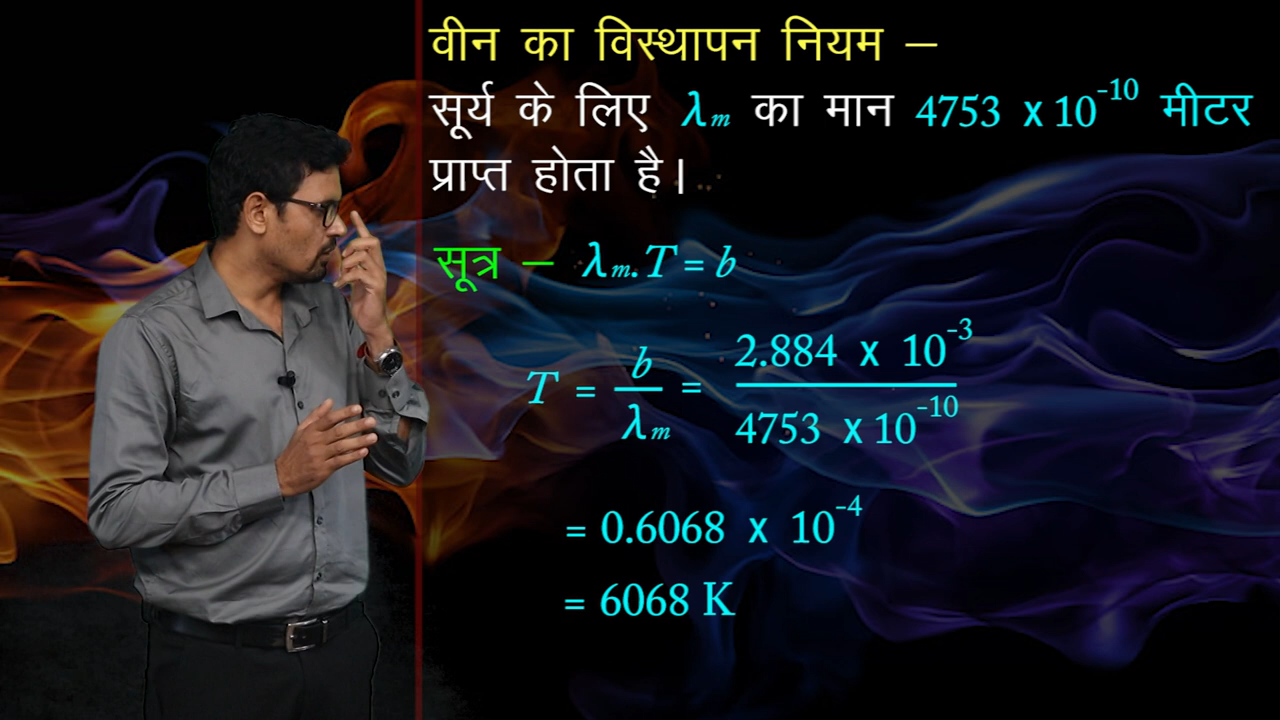 वीन का विस्थापन नियम –
सूर्य के लिए λₘ का मान 4753 x 10⁻¹⁰ मीटर
प्राप्त होता है।
सूत्र – λₘ.T = b
T = b/λₘ = 2.884 x 10⁻³/4753 x 10⁻¹⁰
= 0.6068 x 10⁻⁴
= 6068 K